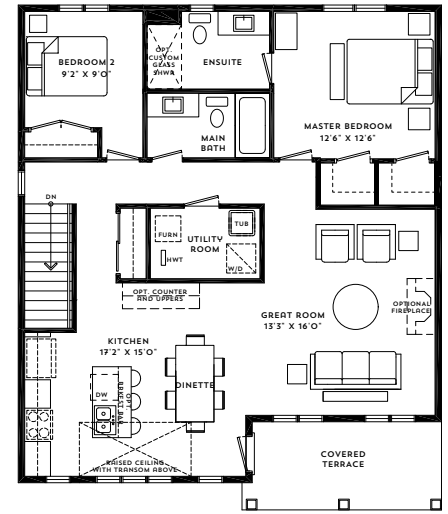 BEDROOM 2
9'2" X 9'0"
OPT.
CUSTOM
GLASS
SHWR
ENSUITE
MAIN
BATH
MASTER BEDROOM
12'6" X 12'6"
DN
FURN
TUB
UTILITY
ROOM
HWT
W/D
OPT. COUNTER
AND UPPERS
GREAT ROOM
13'3" X 16'0"
OPTIONAL
FIREPLACE
KITCHEN
17'2" X 15'0"
DINETTE
DW
OPT.
BRKFST BAR
RAISED CEILING
WITH TRANSOM ABOVE
COVERED
TERRACE